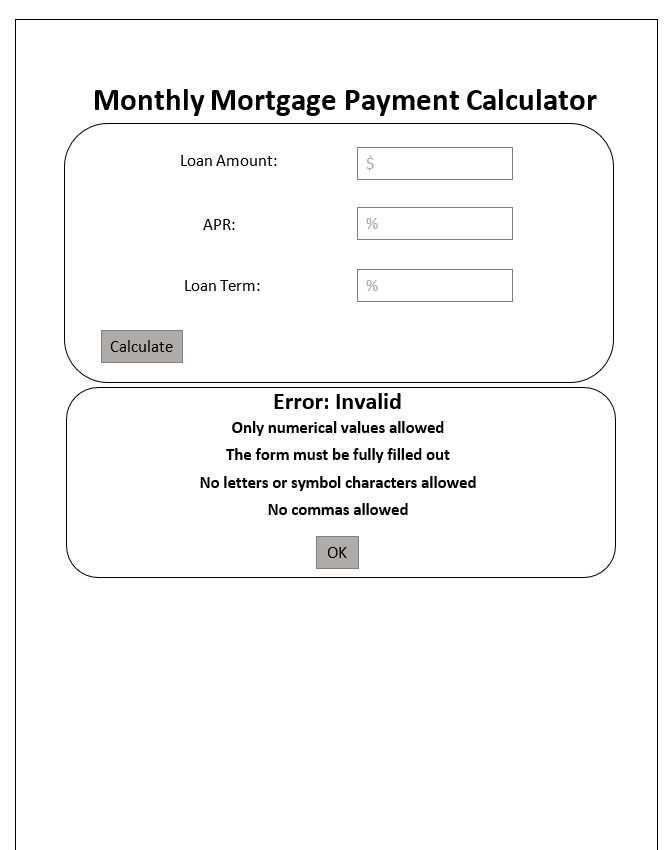 Monthly Mortgage Payment Calculator
Loan Amount: $
APR: %
Loan Term: %
Calculate
Error: Invalid
Only numerical values allowed
The form must be fully filled out
No letters or symbol characters allowed
No commas allowed
OK